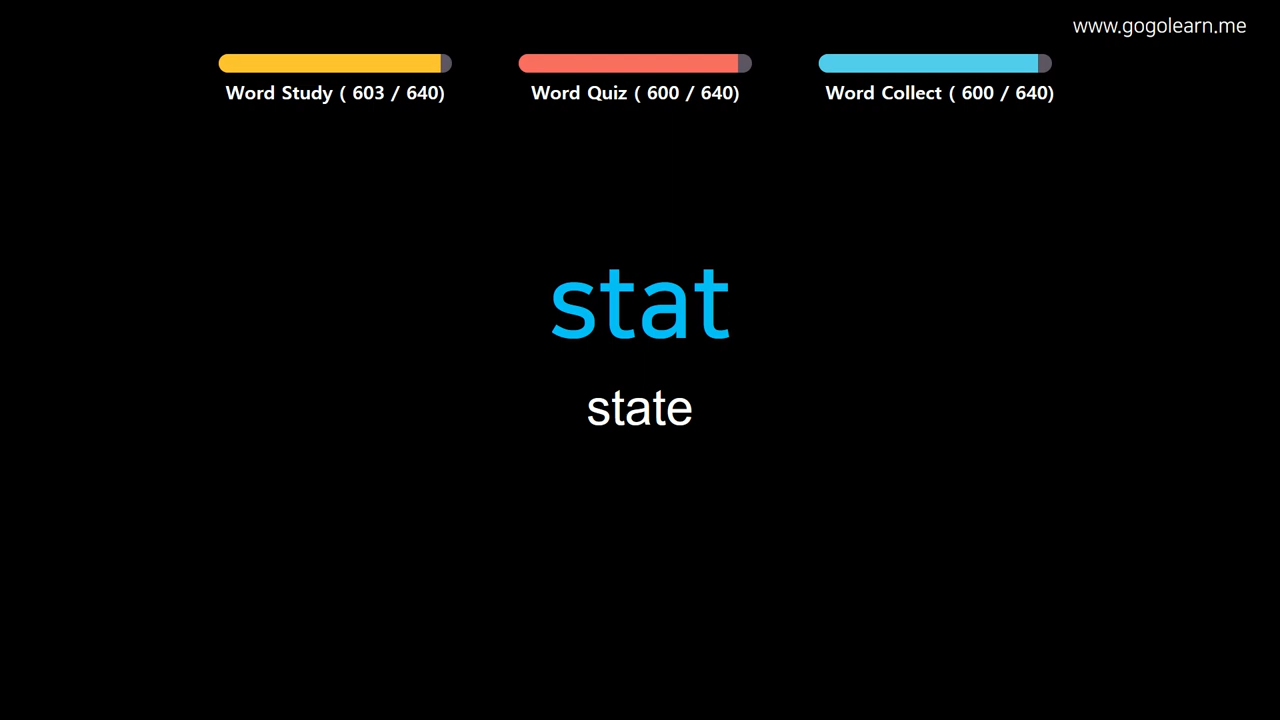 www.gogolearn.me
Word Study ( 603 / 640)
Word Quiz ( 600 / 640)
Word Collect ( 600 / 640)
stat
state